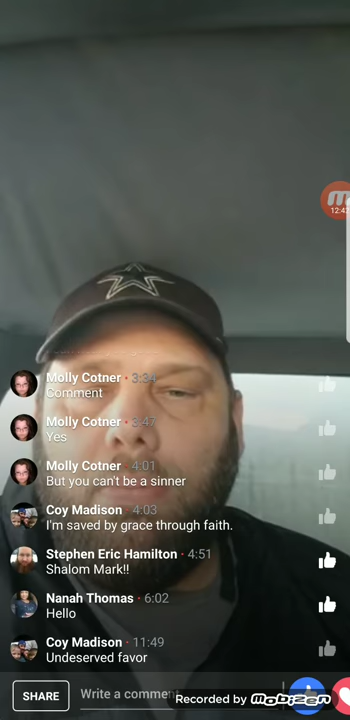 12:43
Molly Cotner · 3:34
Comment
Molly Cotner · 3:47
Yes
Molly Cotner · 4:01
But you can't be a sinner
Coy Madison · 4:03
I'm saved by grace through faith.
Stephen Eric Hamilton · 4:51
Shalom Mark!!
Nanah Thomas · 6:02
Hello
Coy Madison · 11:49
Undeserved favor
SHARE
Write a comment
Recorded by Mobizen